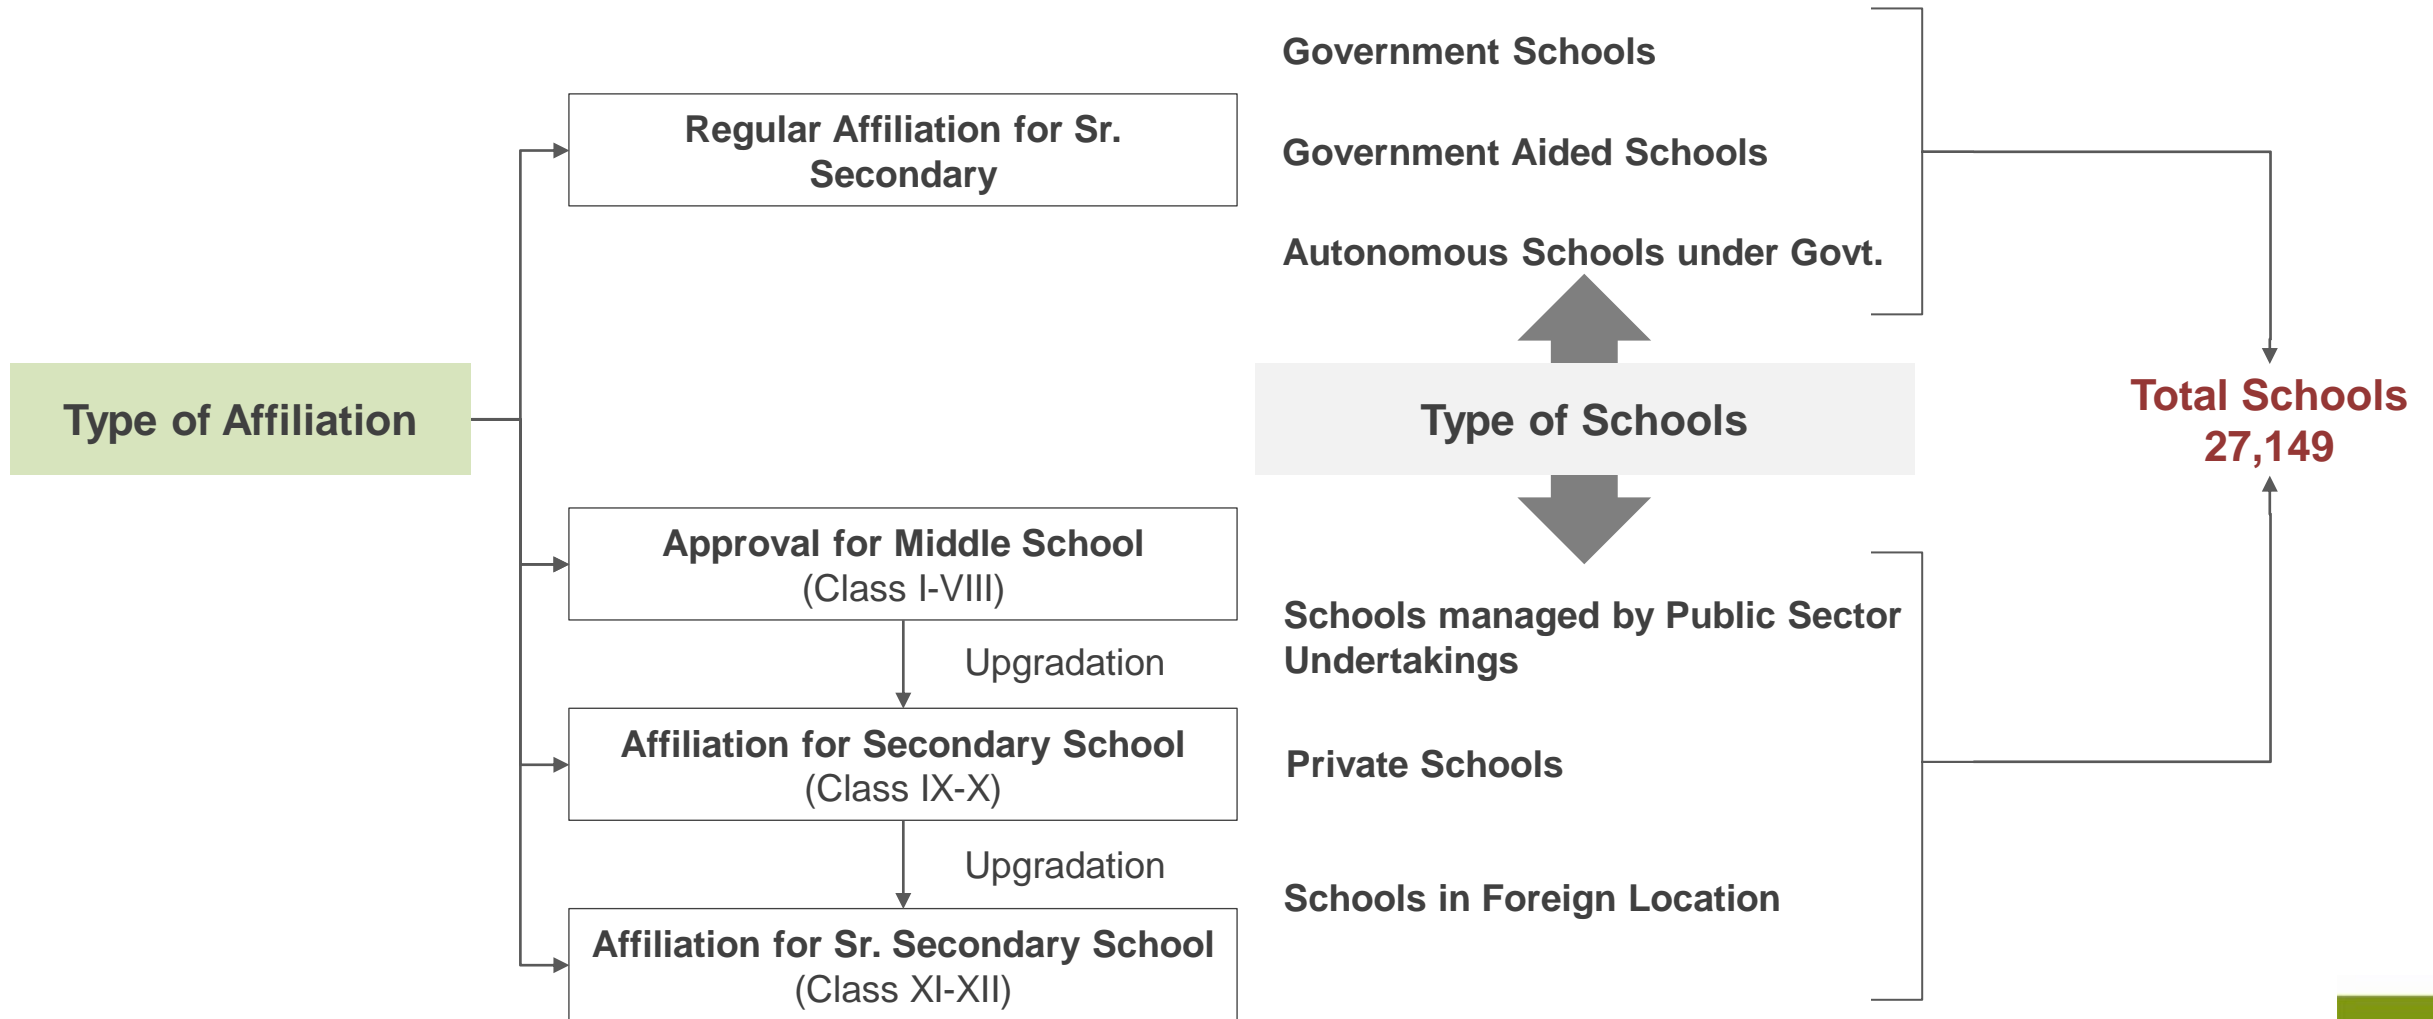 Type of Affiliation
Regular Affiliation for Sr.
Secondary
Approval for Middle School
(Class I-VIII)
Upgradation
Affiliation for Secondary School
(Class IX-X)
Upgradation
Affiliation for Sr. Secondary School
(Class XI-XII)
Government Schools
Government Aided Schools
Autonomous Schools under Govt.
Type of Schools
Schools managed by Public Sector
Undertakings
Private Schools
Schools in Foreign Location
Total Schools
27,149